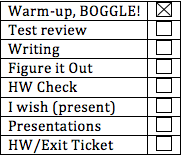 Warm-up, BOGGLE!
Test review
Writing
Figure it Out
HW Check
I wish (present)
Presentations
HW/Exit Ticket